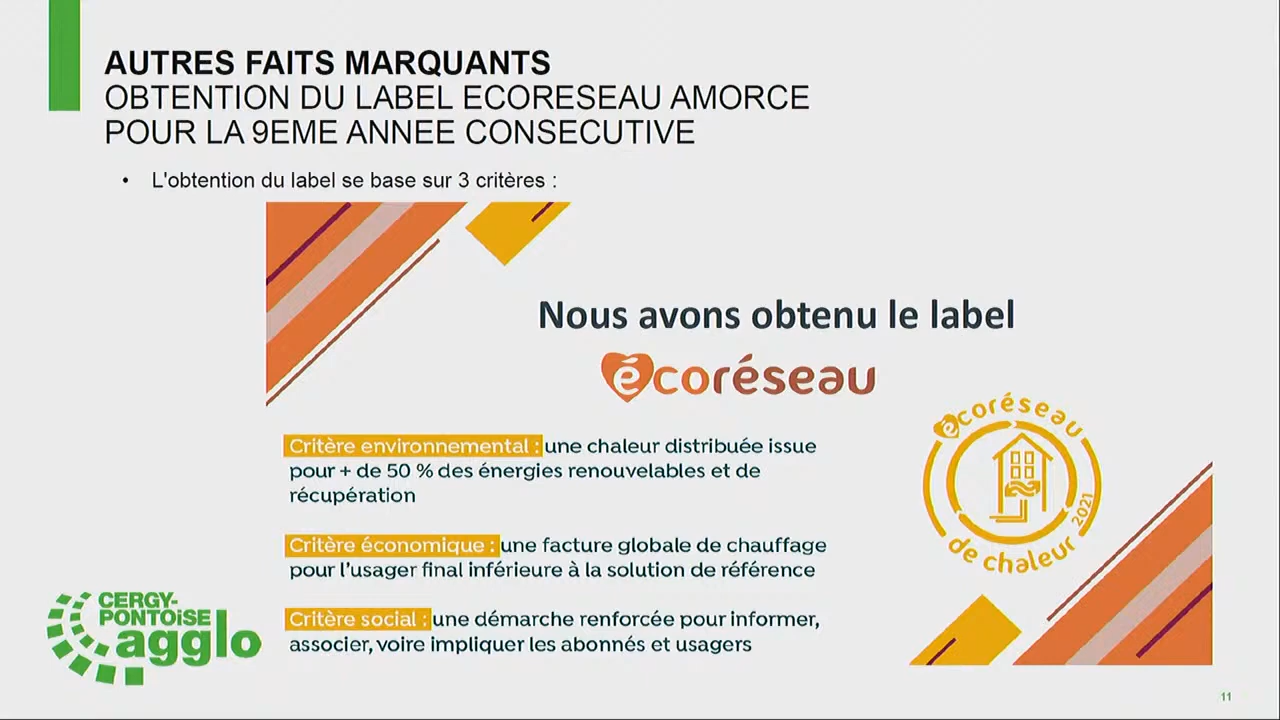 AUTRES FAITS MARQUANTS
OBTENTION DU LABEL ECORESEAU AMORCE
POUR LA 9EME ANNEE CONSECUTIVE
• L'obtention du label se base sur 3 critères :
Nous avons obtenu le label
écoréseau
Critère environnemental : une chaleur distribuée issue
pour + de 50 % des énergies renouvelables et de
récupération
Critère économique : une facture globale de chauffage
pour l'usager final inférieure à la solution de référence
Critère social : une démarche renforcée pour informer,
associer, voire impliquer les abonnés et usagers
écoréseau
de chaleur
2021
CERGY-
PONTOISE
agglo
11